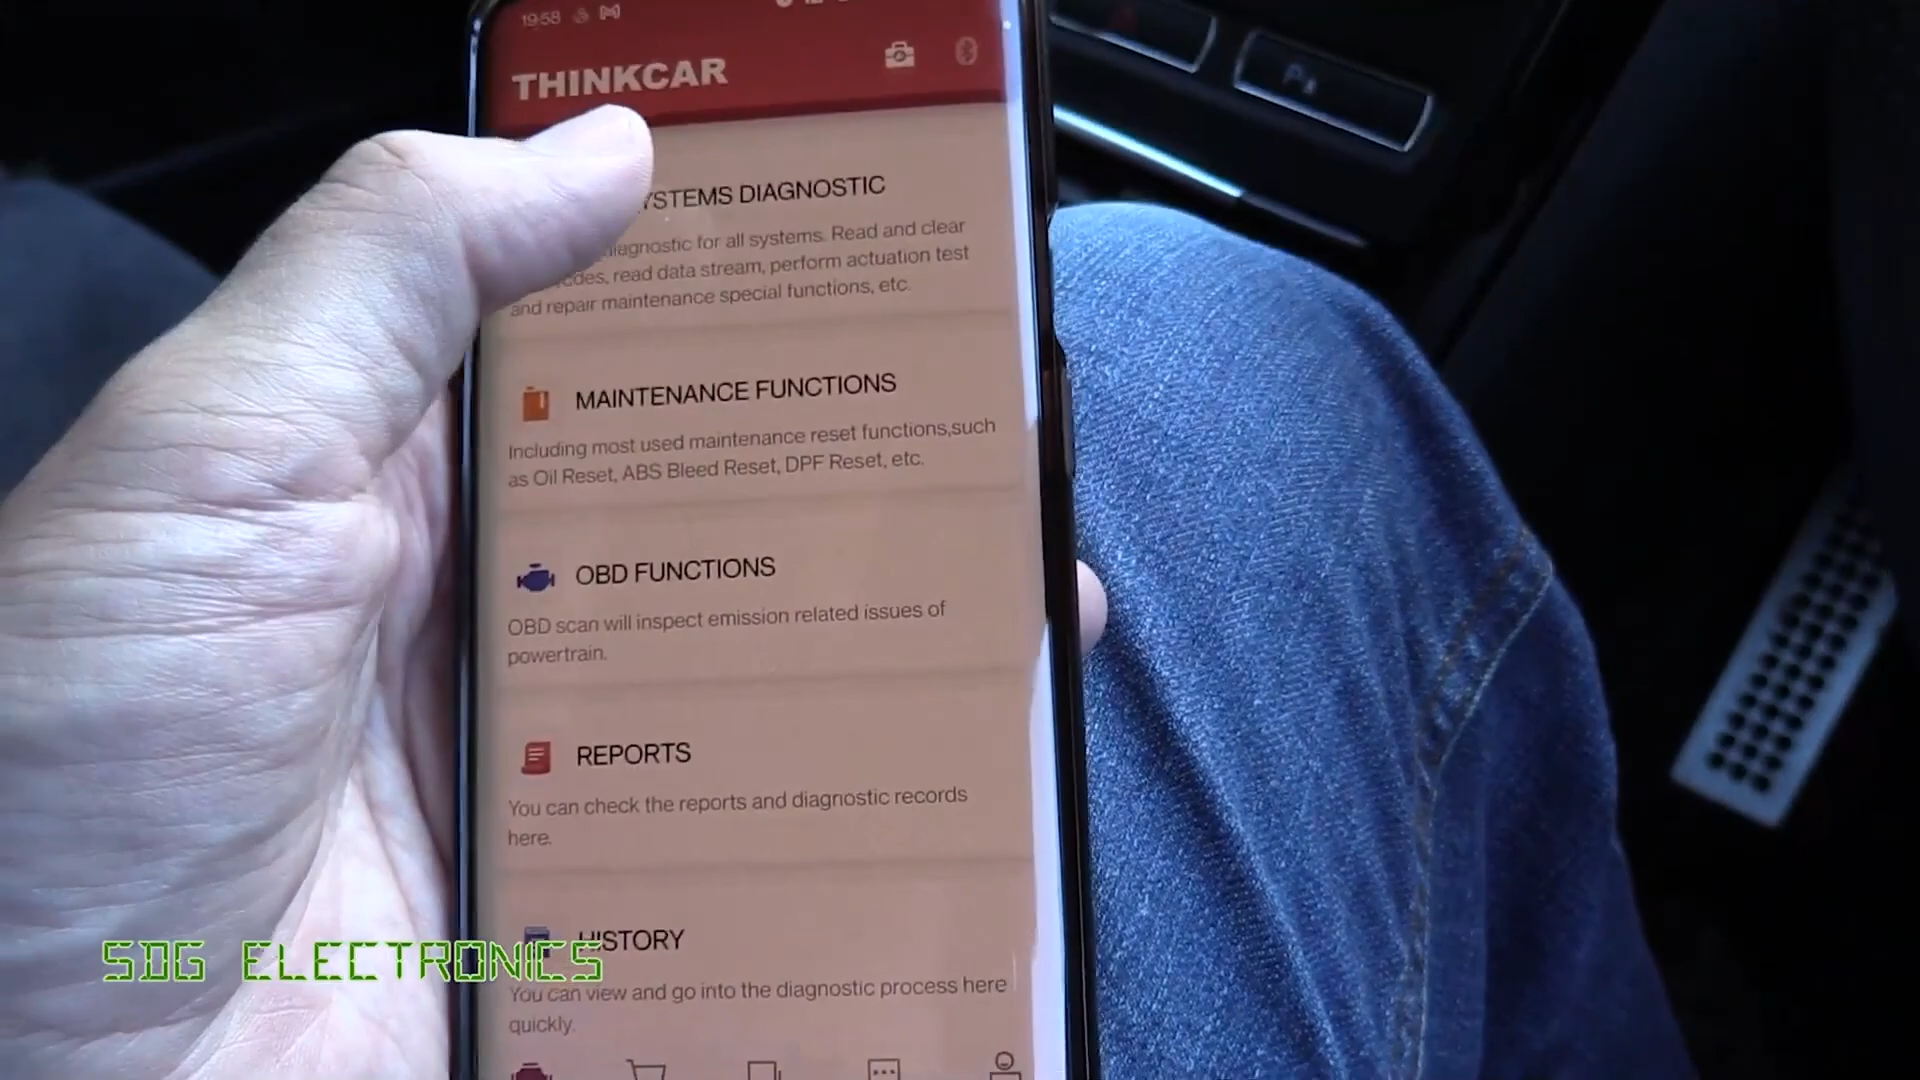 19:58
THINKCAR
SYSTEMS DIAGNOSTIC
diagnostic for all systems. Read and clear
codes, read data stream, perform actuation test
and repair maintenance special functions, etc.
MAINTENANCE FUNCTIONS
Including most used maintenance reset functions,such
as Oil Reset, ABS Bleed Reset, DPF Reset, etc.
OBD FUNCTIONS
OBD scan will inspect emission related issues of
powertrain.
REPORTS
You can check the reports and diagnostic records
here.
HISTORY
You can view and go into the diagnostic process here
quickly.
P
SDG ELECTRONICS